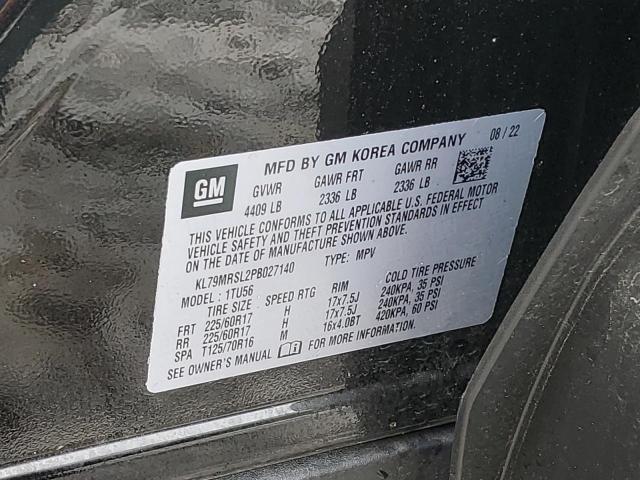 MFD BY GM KOREA COMPANY 08 / 22
GM
GVWR GAWR FRT GAWR RR
4409 LB 2336 LB 2336 LB
THIS VEHICLE CONFORMS TO ALL APPLICABLE U.S. FEDERAL MOTOR
VEHICLE SAFETY AND THEFT PREVENTION STANDARDS IN EFFECT
ON THE DATE OF MANUFACTURE SHOWN ABOVE.
KL79MRSL2PB027140 TYPE: MPV
MODEL: 1TU56
TIRE SIZE SPEED RTG RIM COLD TIRE PRESSURE
FRT 225/60R17 H 17x7.5J 240KPA, 35 PSI
RR 225/60R17 H 17x7.5J 240KPA, 35 PSI
SPA T125/70R16 M 16x4.0BT 420KPA, 60 PSI
SEE OWNER'S MANUAL FOR MORE INFORMATION.